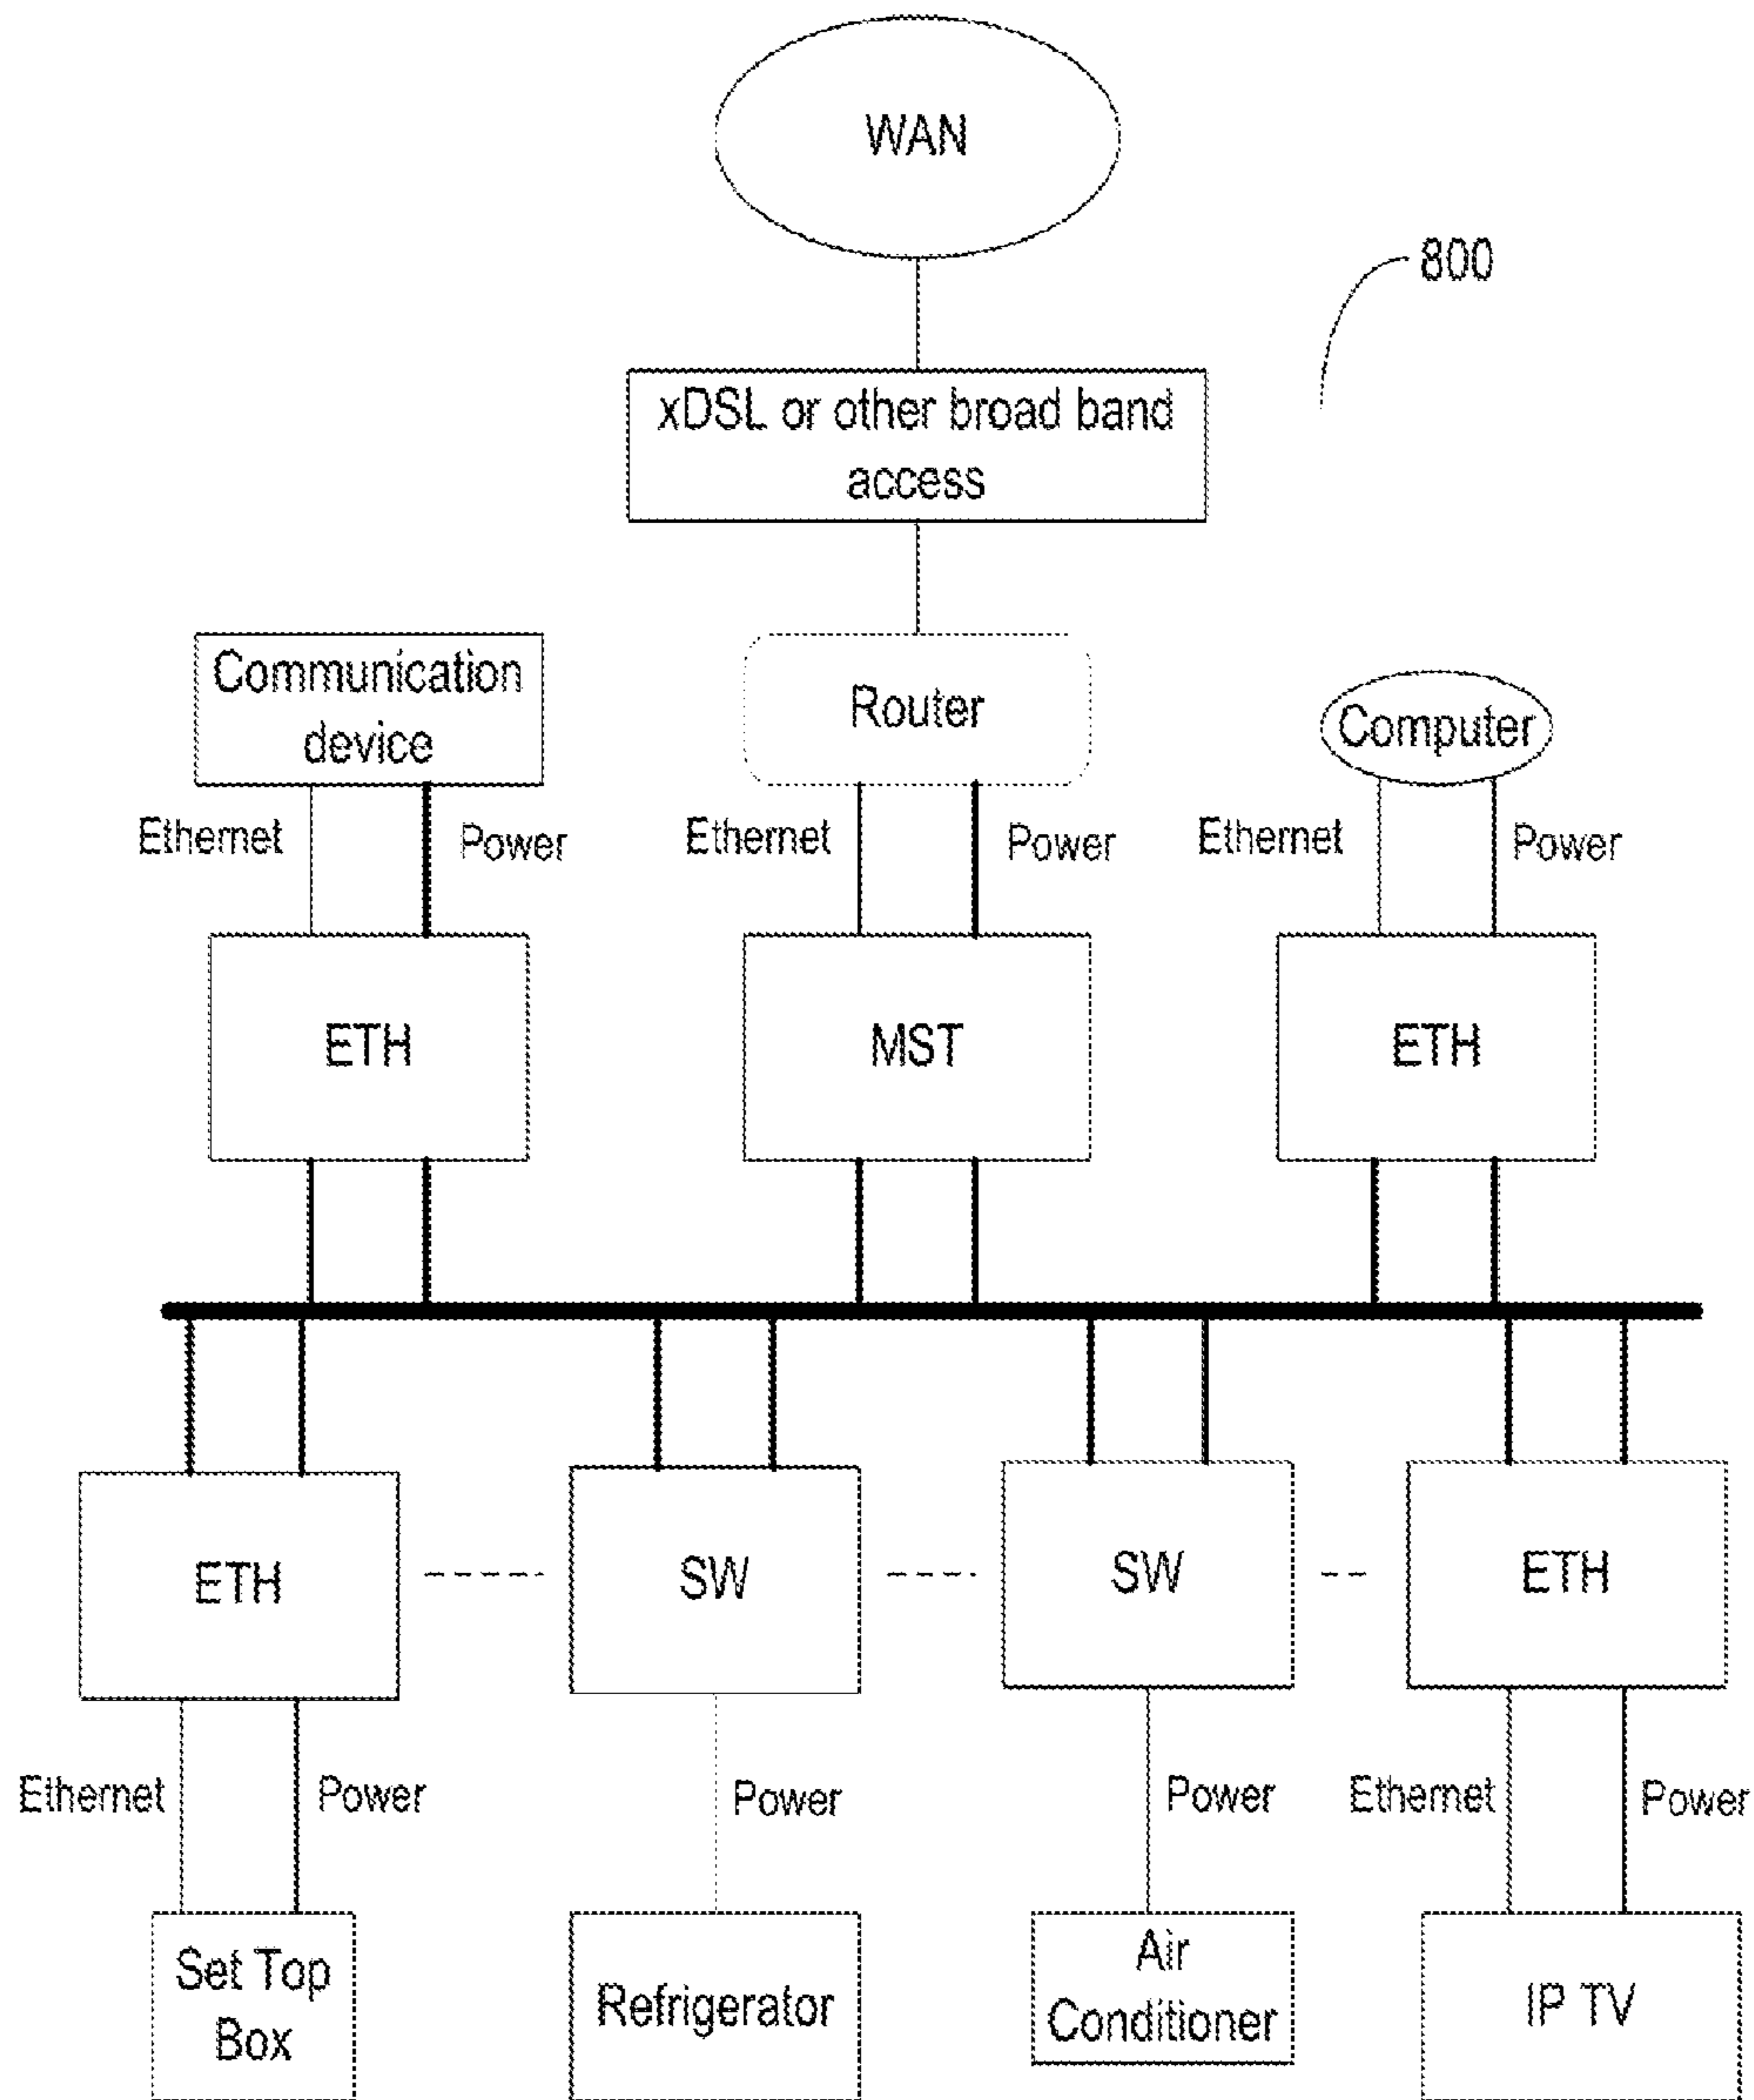 WAN
800
xDSL or other broad band
access
Communication
device
Router
Computer
Ethernet
Power
Ethernet
Power
Ethernet
Power
ETH
MST
ETH
ETH
SW
SW
ETH
Ethernet
Power
Power
Power
Ethernet
Power
Set Top
Box
Refrigerator
Air
Conditioner
IP TV